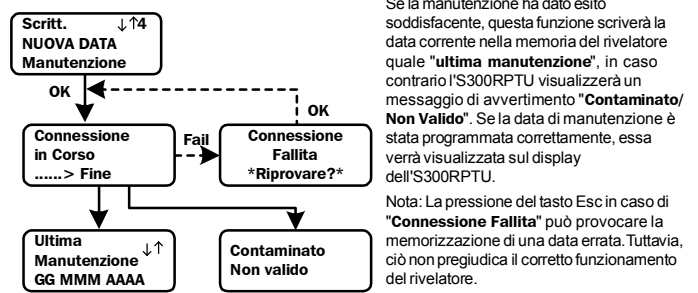 Scritt. ↓↑4
NUOVA DATA
Manutenzione
OK
OK
Connessione
in Corso
......> Fine
Fail
Connessione
Fallita
*Riprovare?*
Ultima
Manutenzione ↓↑
GG MMM AAAA
Contaminato
Non valido
Se la manutenzione ha dato esito
soddisfacente, questa funzione scriverà la
data corrente nella memoria del rivelatore
quale "ultima manutenzione", in caso
contrario l'S300RPTU visualizzerà un
messaggio di avvertimento "Contaminato/
Non Valido". Se la data di manutenzione è
stata programmata correttamente, essa
verrà visualizzata sul display
dell'S300RPTU.
Nota: La pressione del tasto Esc in caso di
"Connessione Fallita" può provocare la
memorizzazione di una data errata. Tuttavia,
ciò non pregiudica il corretto funzionamento
del rivelatore.